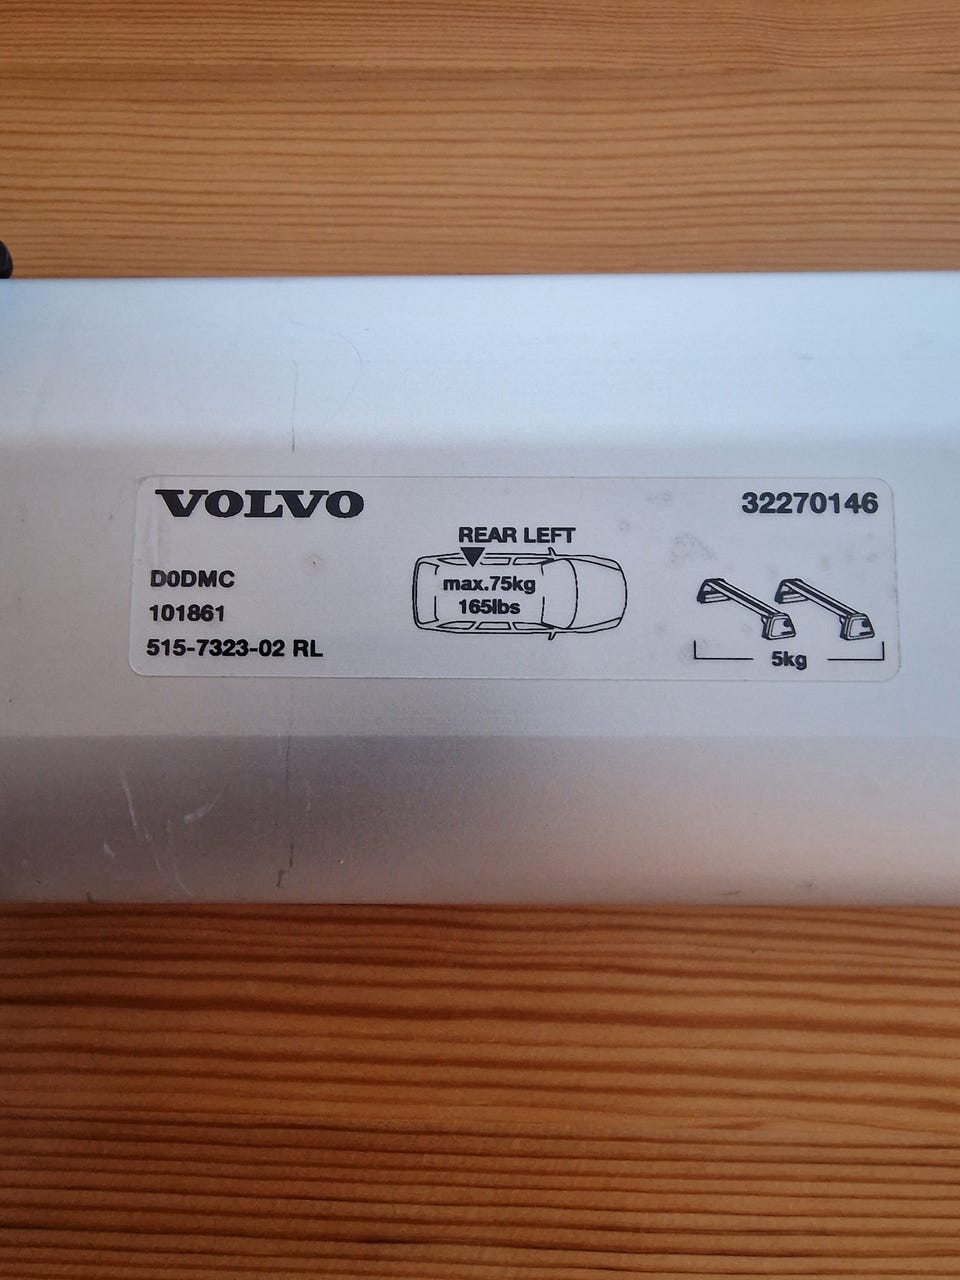 VOLVO
32270146
REAR LEFT
D0DMC
max.75kg
101861
165lbs
515-7323-02 RL
5kg